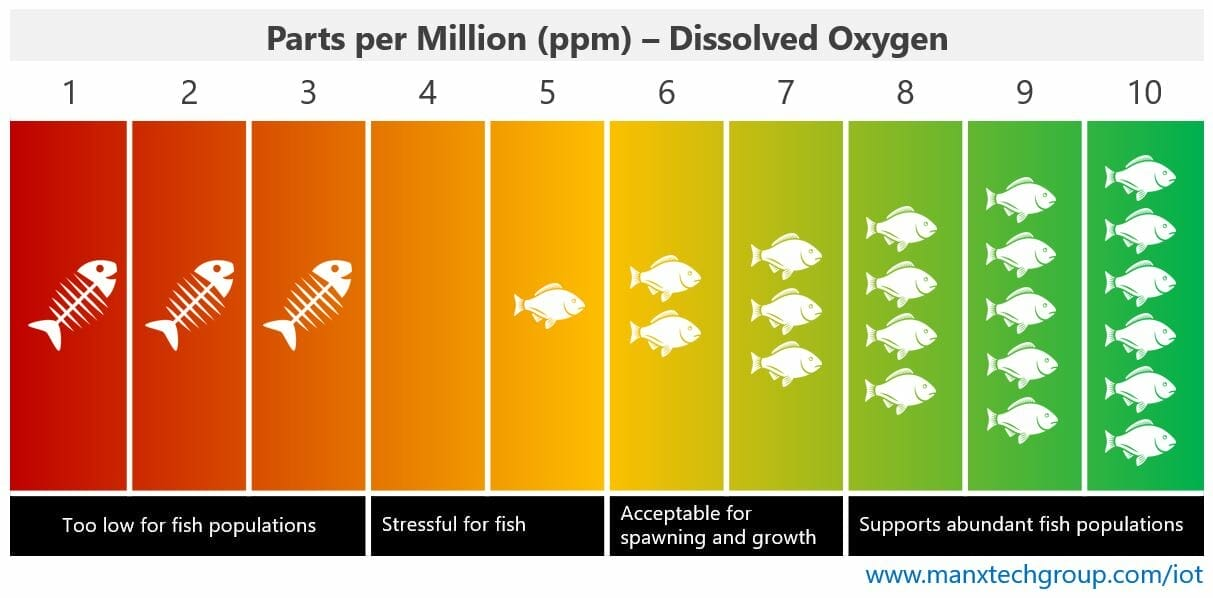 Parts per Million (ppm) – Dissolved Oxygen
1 2 3 4 5 6 7 8 9 10
Too low for fish populations
Stressful for fish
Acceptable for
spawning and growth
Supports abundant fish populations
www.manxtechgroup.com/iot